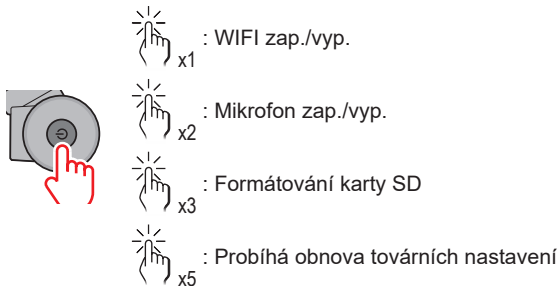 x1 : WIFI zap./vyp.
x2 : Mikrofon zap./vyp.
x3 : Formátování karty SD
x5 : Probíhá obnova továrních nastavení